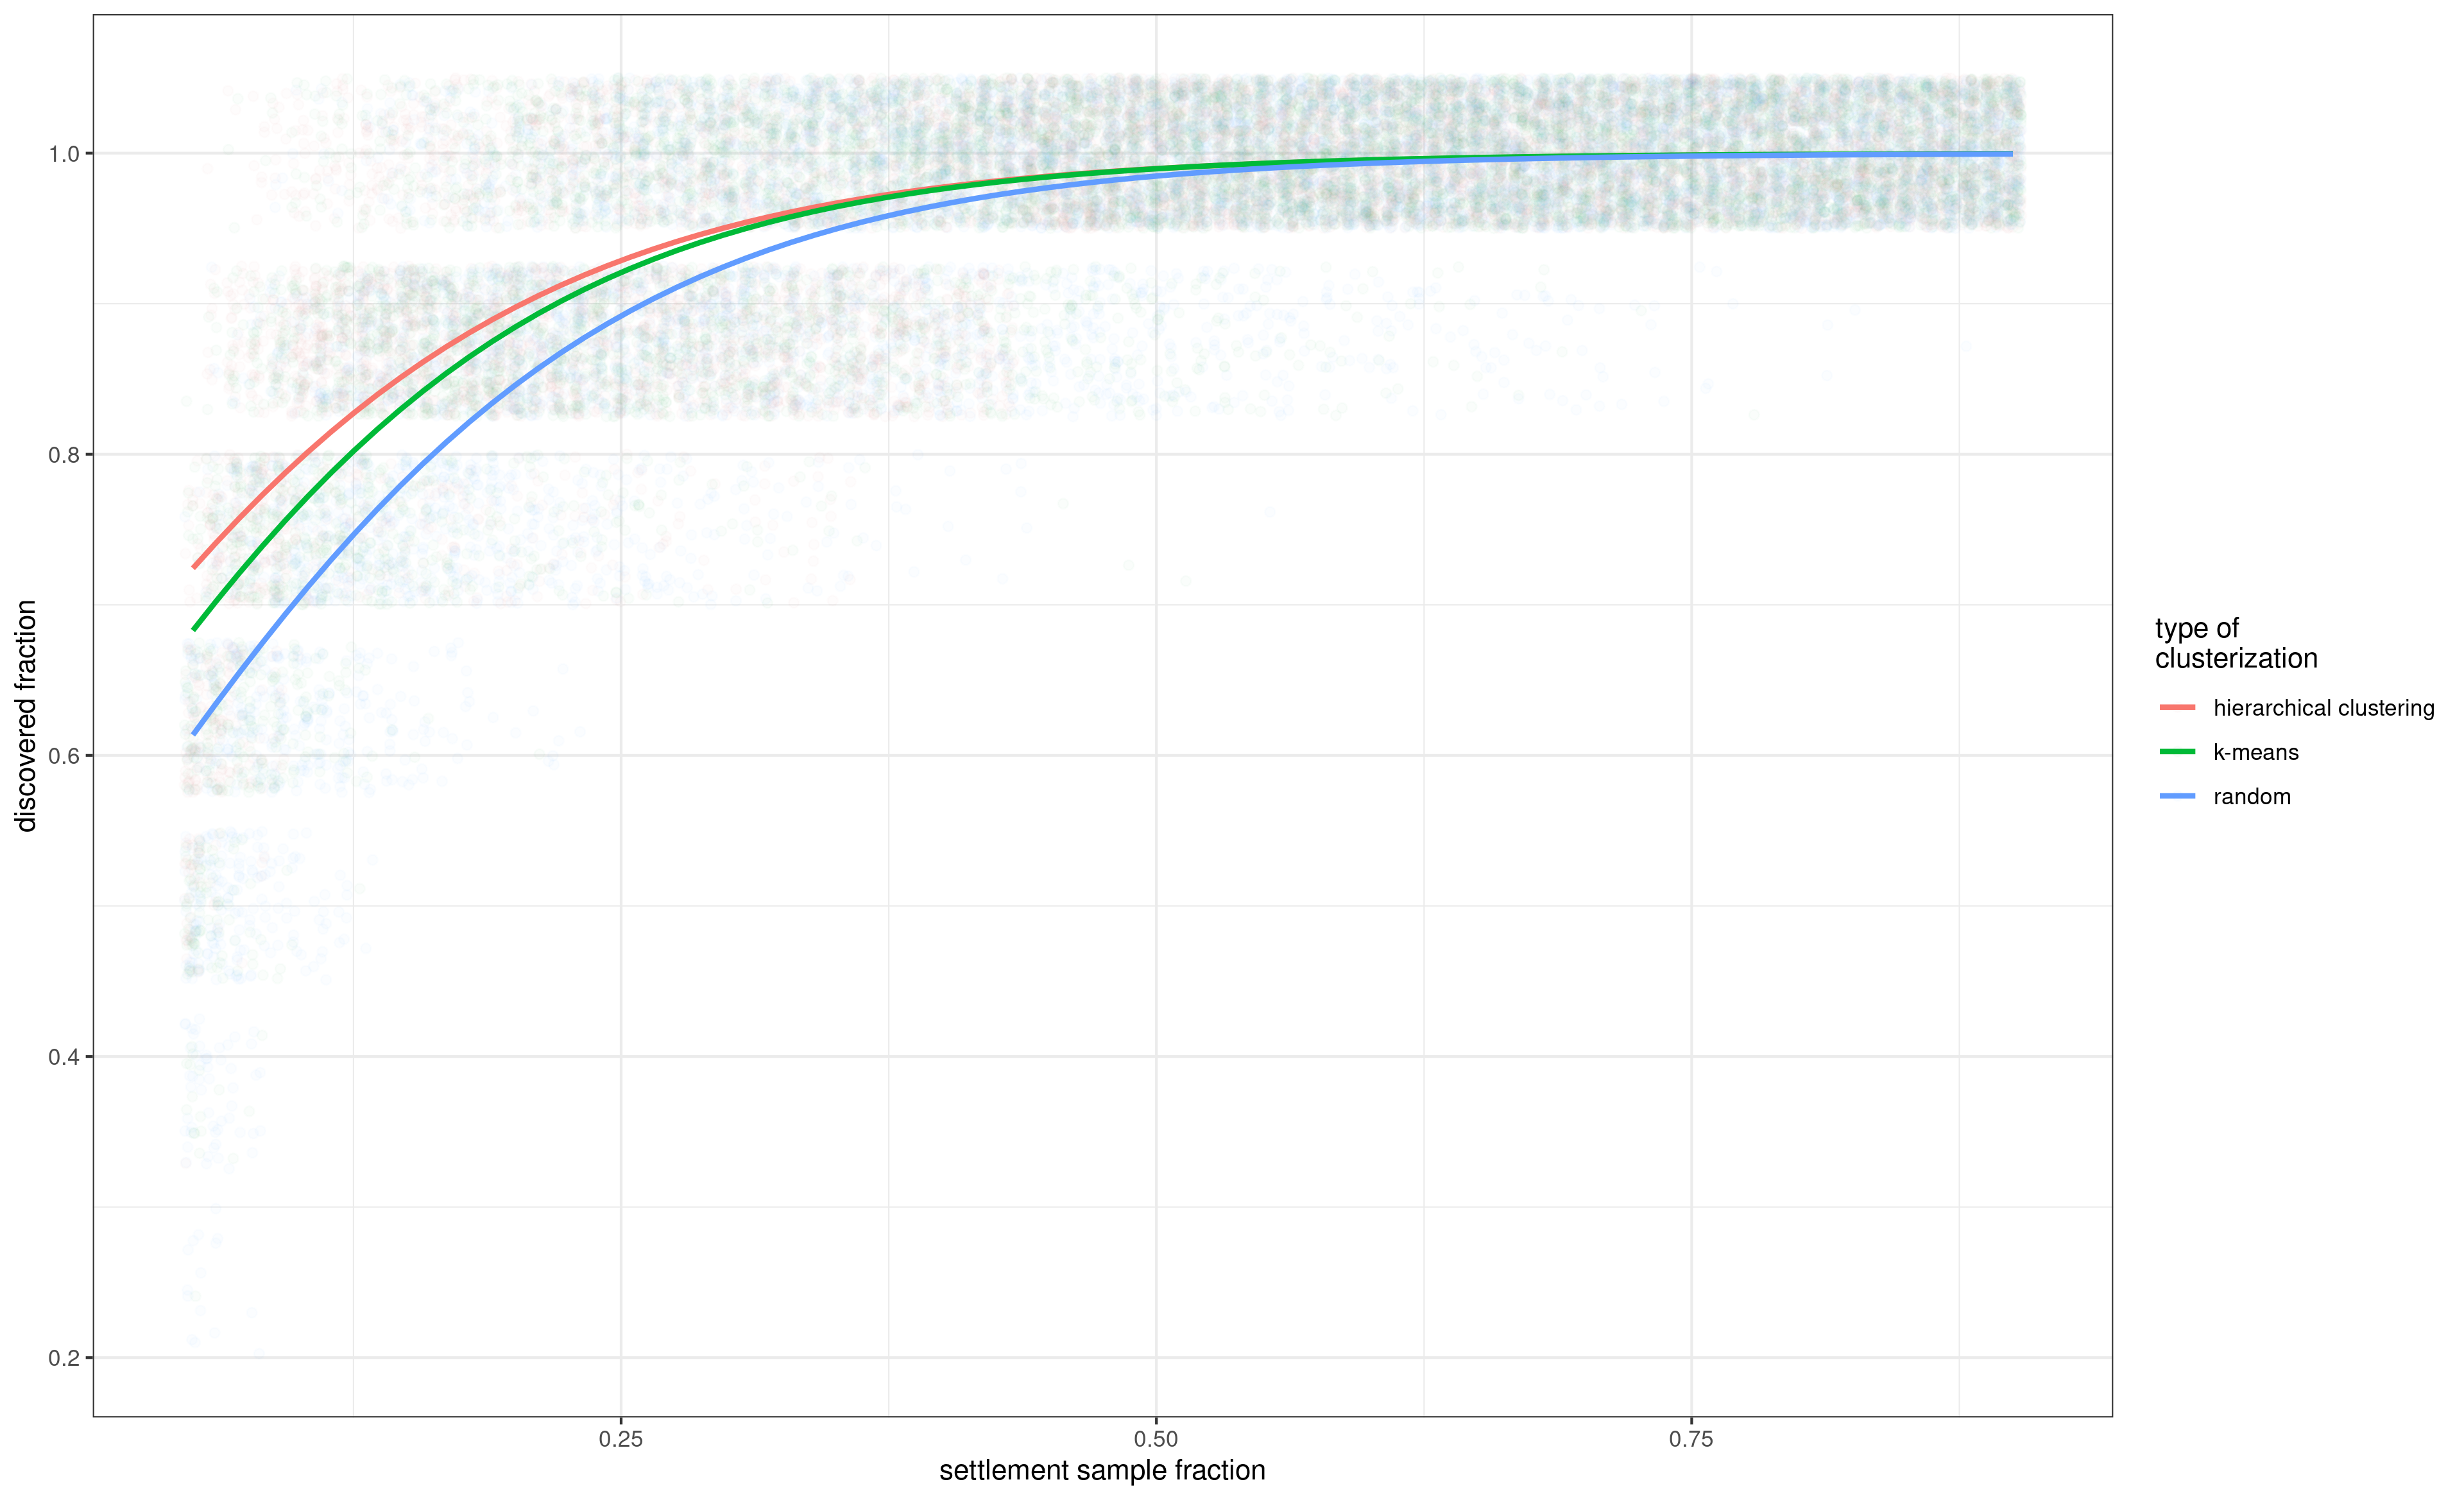 discovered fraction
1.0
0.8
0.6
0.4
0.2
0.25
0.50
0.75
settlement sample fraction
type of
clusterization
hierarchical clustering
k-means
random